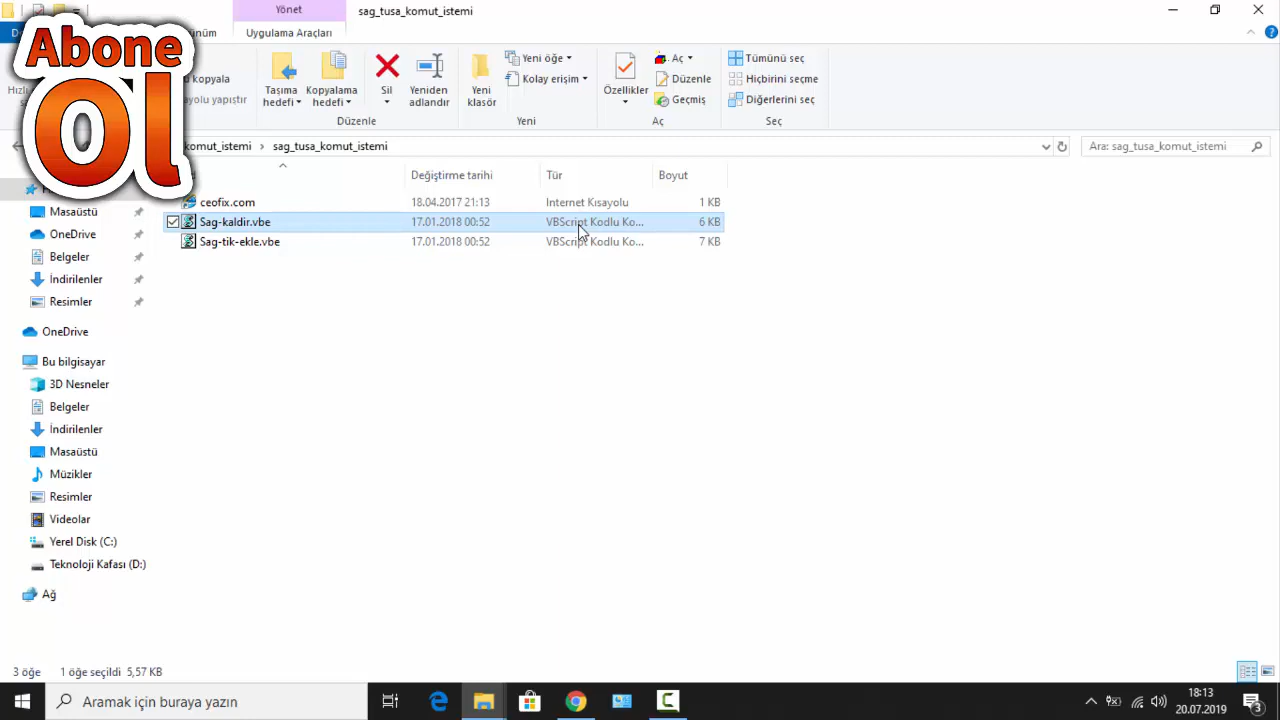 Abone
Ol
Yönet
sag_tusa_komut_istemi
Uygulama Araçları
Taşıma hedefi
Kopyalama hedefi
Sil
Yeniden adlandır
Düzenle
Yeni klasör
Yeni öğe
Kolay erişim
Yeni
Özellikler
Aç
Düzenle
Geçmiş
Aç
Tümünü seç
Hiçbirini seçme
Diğerlerini seç
Seç
komut_istemi > sag_tusa_komut_istemi
Ara: sag_tusa_komut_istemi
Değiştirme tarihi Tür Boyut
ceofix.com 18.04.2017 21:13 Internet Kısayolu 1 KB
Sag-kaldir.vbe 17.01.2018 00:52 VBScript Kodlu Ko... 6 KB
Sag-tik-ekle.vbe 17.01.2018 00:52 VBScript Kodlu Ko... 7 KB
Masaüstü
OneDrive
Belgeler
İndirilenler
Resimler
OneDrive
Bu bilgisayar
3D Nesneler
Belgeler
İndirilenler
Masaüstü
Müzikler
Resimler
Videolar
Yerel Disk (C:)
Teknoloji Kafası (D:)
Ağ
3 öğe 1 öğe seçildi 5,57 KB
Aramak için buraya yazın
18:13
20.07.2019
3